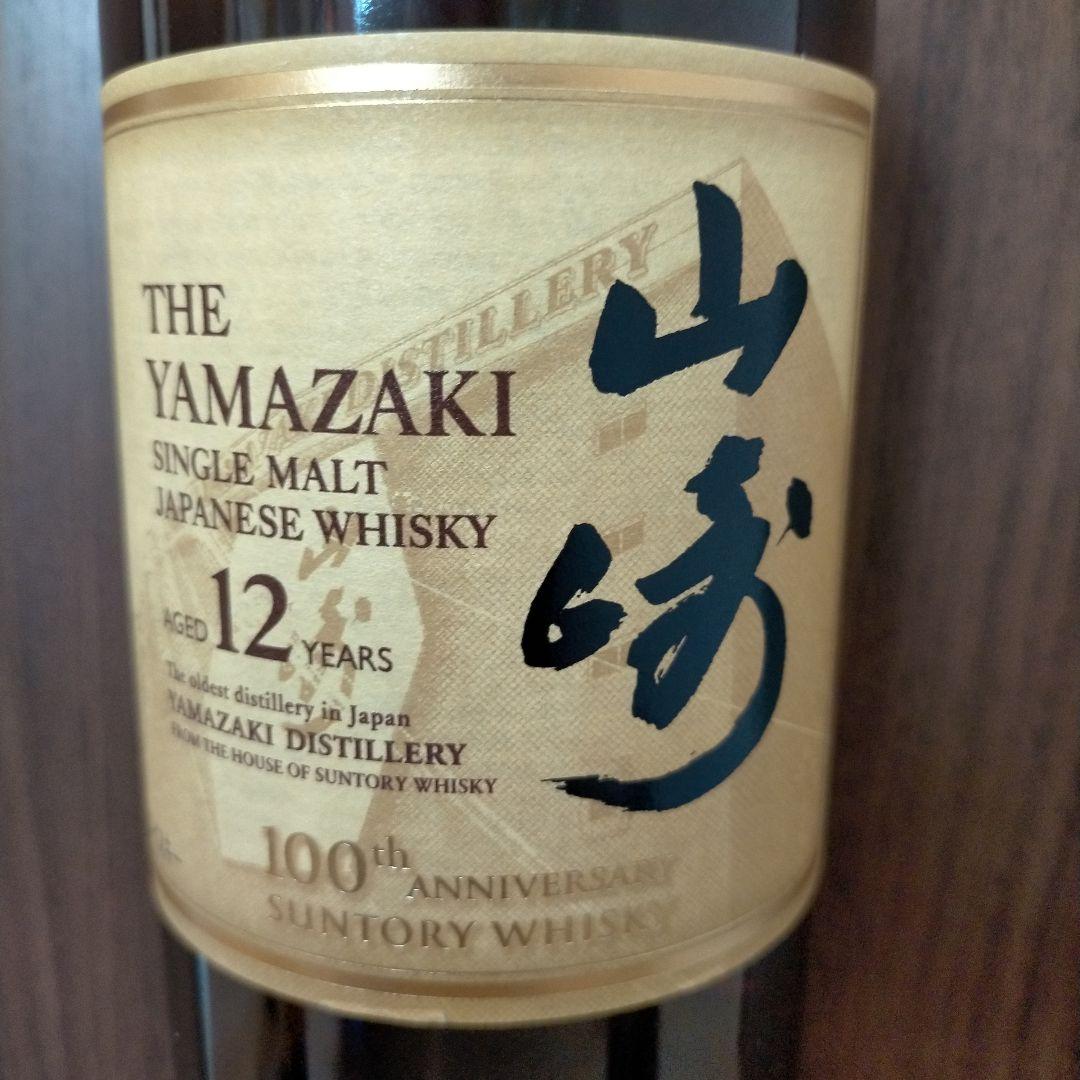 THE
YAMAZAKI
SINGLE MALT
JAPANESE WHISKY
AGED 12 YEARS
The oldest distillery in Japan
YAMAZAKI DISTILLERY
FROM THE HOUSE OF SUNTORY WHISKY
100th ANNIVERSARY
SUNTORY WHISKY
山崎
DISTILLERY